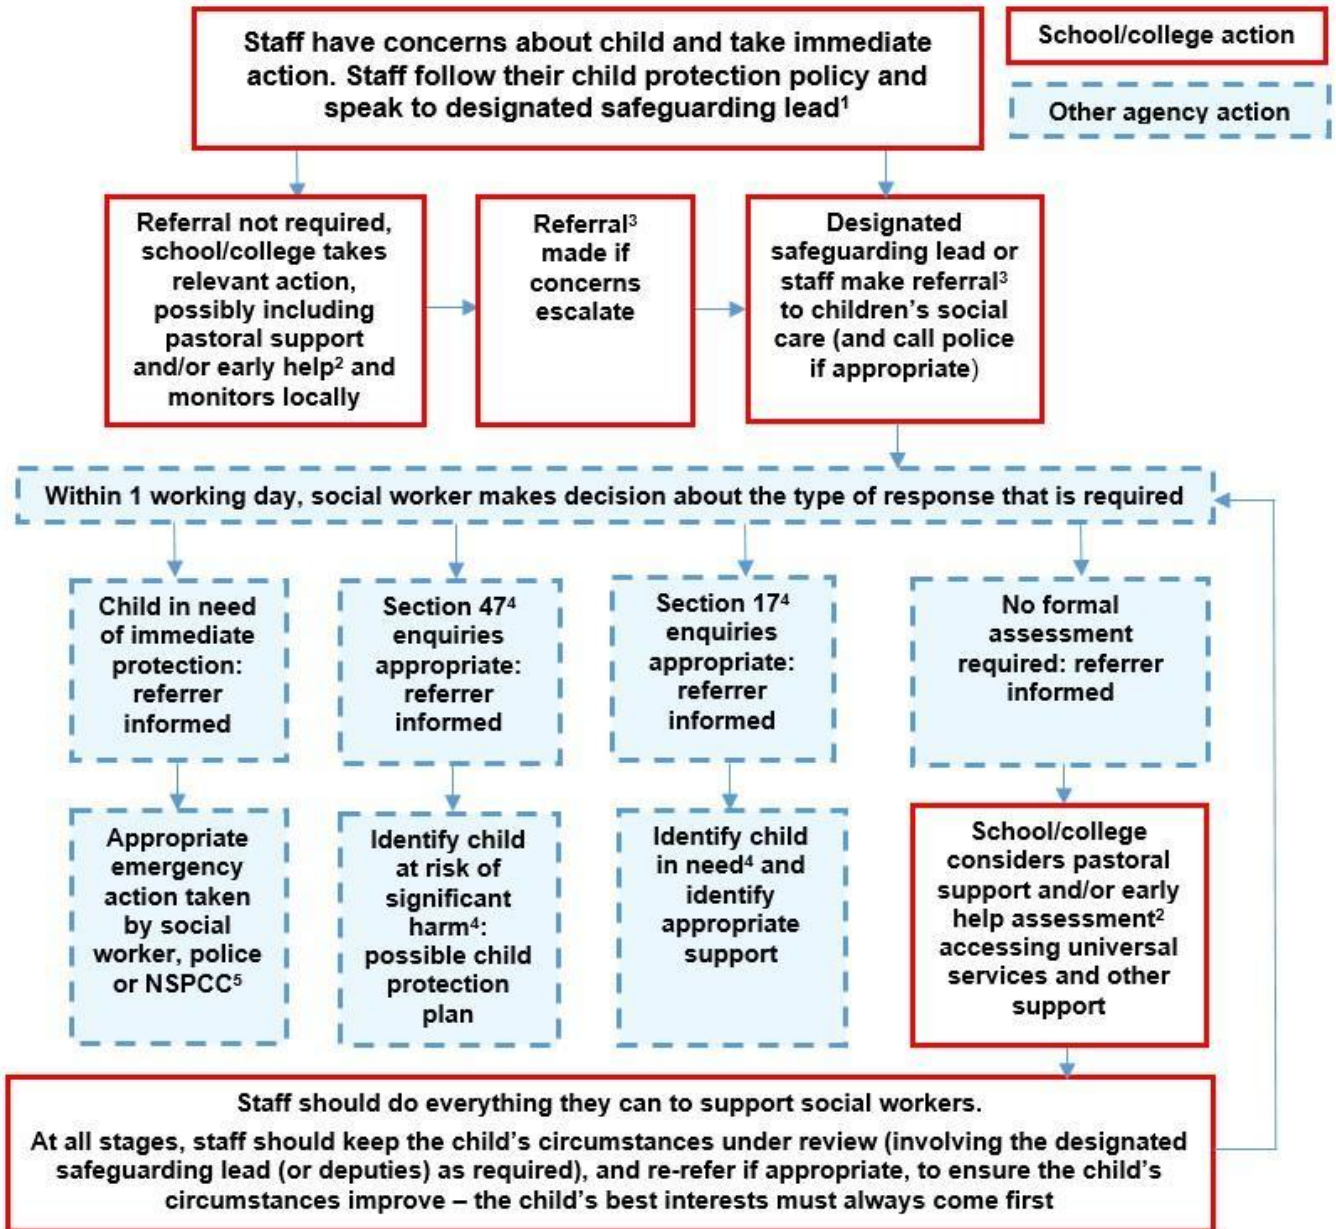 Staff have concerns about child and take immediate
action. Staff follow their child protection policy and
speak to designated safeguarding lead¹
School/college action
Other agency action
Referral not required,
school/college takes
relevant action,
possibly including
pastoral support
and/or early help² and
monitors locally
Referral³
made if
concerns
escalate
Designated
safeguarding lead or
staff make referral³
to children’s social
care (and call police
if appropriate)
Within 1 working day, social worker makes decision about the type of response that is required
Child in need
of immediate
protection:
referrer
informed
Section 47⁴
enquiries
appropriate:
referrer
informed
Section 17⁴
enquiries
appropriate:
referrer
informed
No formal
assessment
required: referrer
informed
Appropriate
emergency
action taken
by social
worker, police
or NSPCC⁵
Identify child
at risk of
significant
harm⁴:
possible child
protection
plan
Identify child
in need⁴ and
identify
appropriate
support
School/college
considers pastoral
support and/or early
help assessment²
accessing universal
services and other
support
Staff should do everything they can to support social workers.
At all stages, staff should keep the child’s circumstances under review (involving the designated
safeguarding lead (or deputies) as required), and re-refer if appropriate, to ensure the child’s
circumstances improve – the child’s best interests must always come first